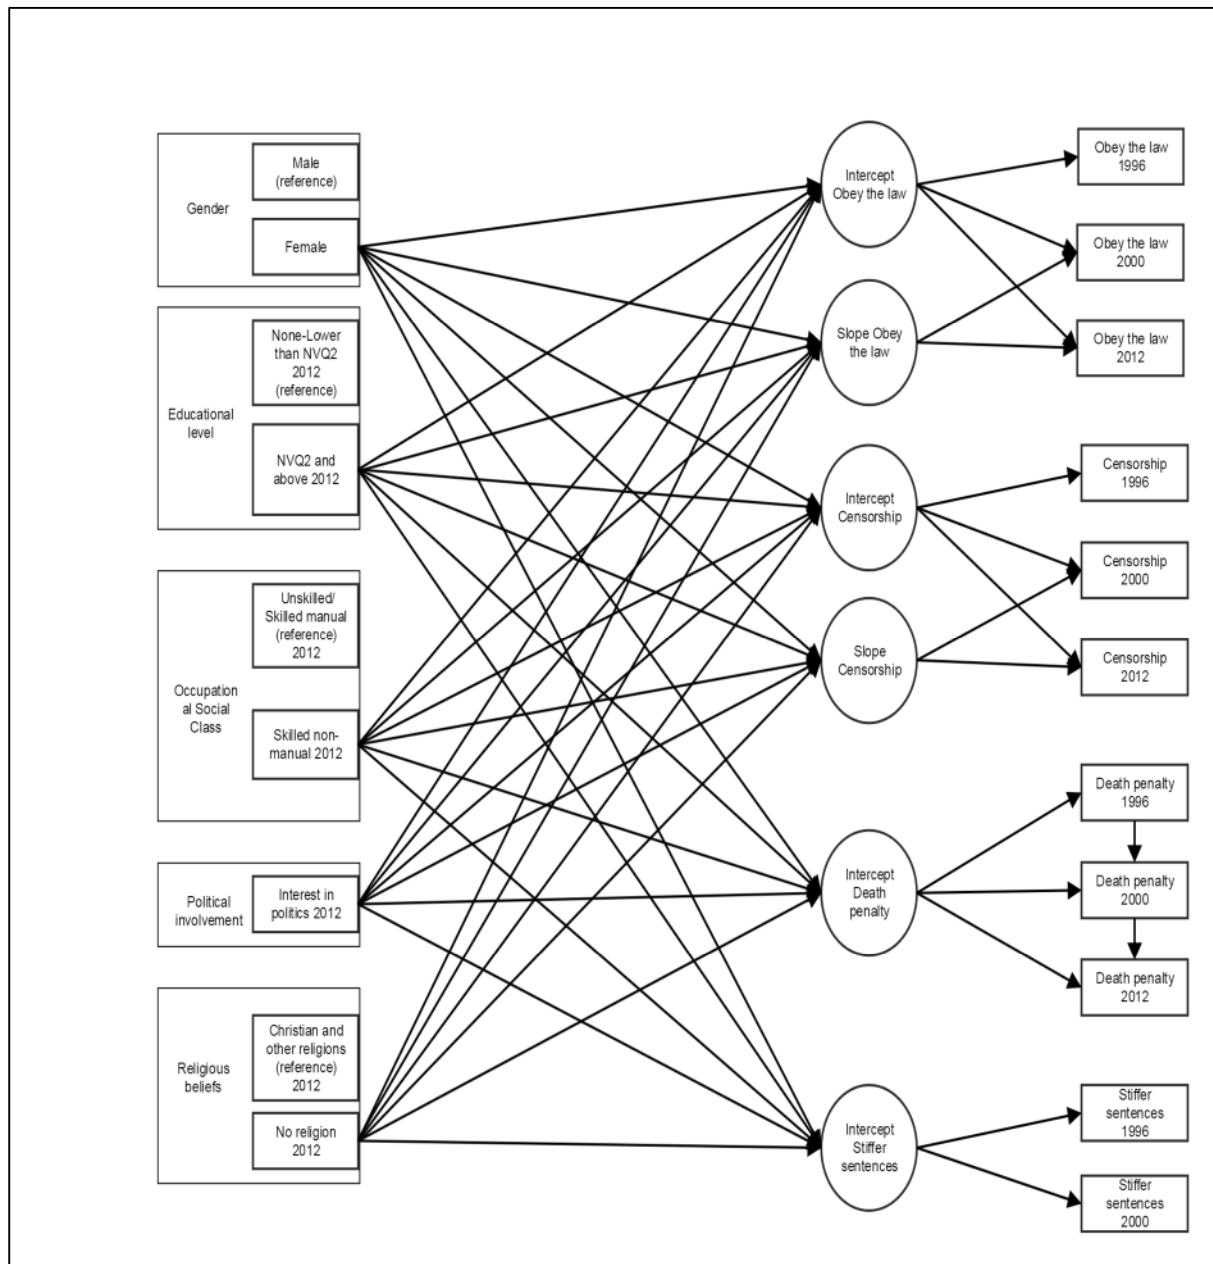 Gender
Male
(reference)
Female
Educational
level
None-Lower
than NVQ2
2012
(reference)
NVQ2 and
above 2012
Occupation
al Social
Class
Unskilled/
Skilled manual
(reference)
2012
Skilled non-
manual 2012
Political
involvement
Interest in
politics 2012
Religious
beliefs
Christian and
other religions
(reference)
2012
No religion
2012
Intercept
Obey the law
Slope Obey
the law
Intercept
Censorship
Slope
Censorship
Intercept
Death
penalty
Intercept
Stiffer
sentences
Obey the law
1996
Obey the law
2000
Obey the law
2012
Censorship
1996
Censorship
2000
Censorship
2012
Death penalty
1996
Death penalty
2000
Death penalty
2012
Stiffer
sentences
1996
Stiffer
sentences
2000